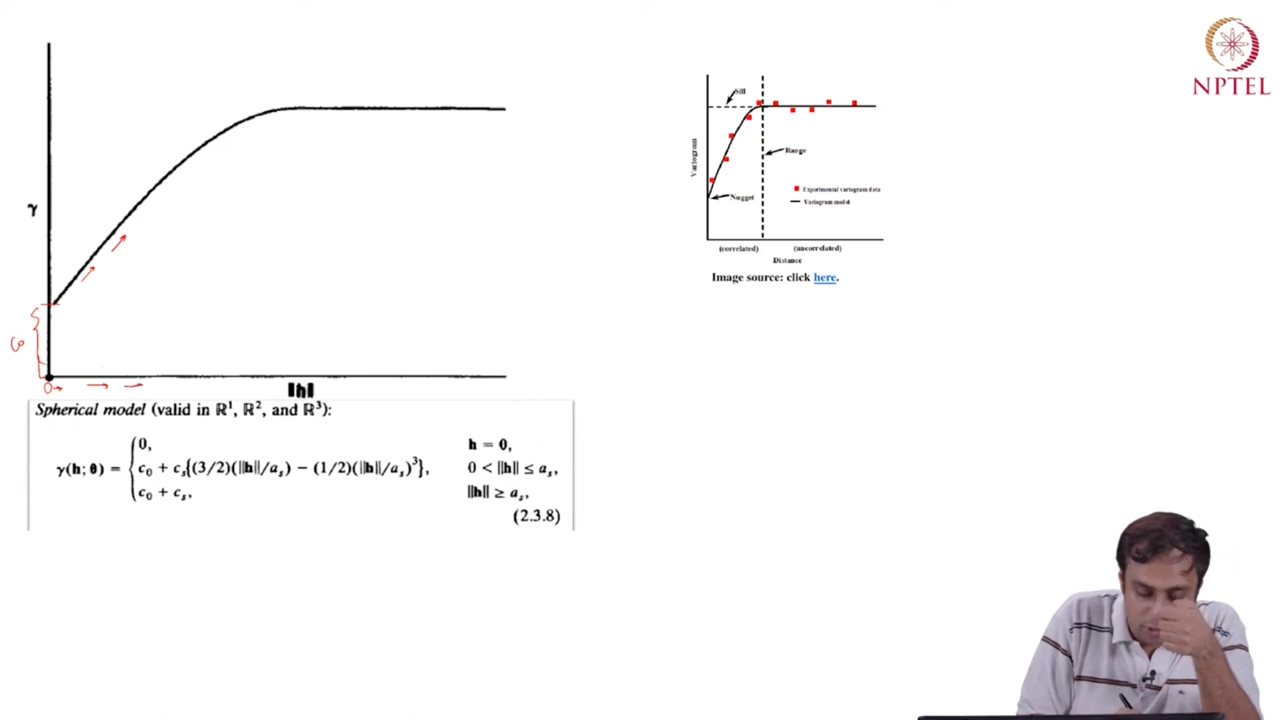 NPTEL
γ
C0
0
||h||
Spherical model (valid in ℝ¹, ℝ², and ℝ³):
γ(h; θ) = { 0, h = 0,
c₀ + cₛ{(3/2)(||h||/aₛ) − (1/2)(||h||/aₛ)³}, 0 < ||h|| ≤ aₛ,
c₀ + cₛ, ||h|| ≥ aₛ,
(2.3.8)
Sill
Variogram
Range
Experimental variogram data
Nugget
Variogram model
(correlated) (uncorrelated)
Distance
Image source: click here.